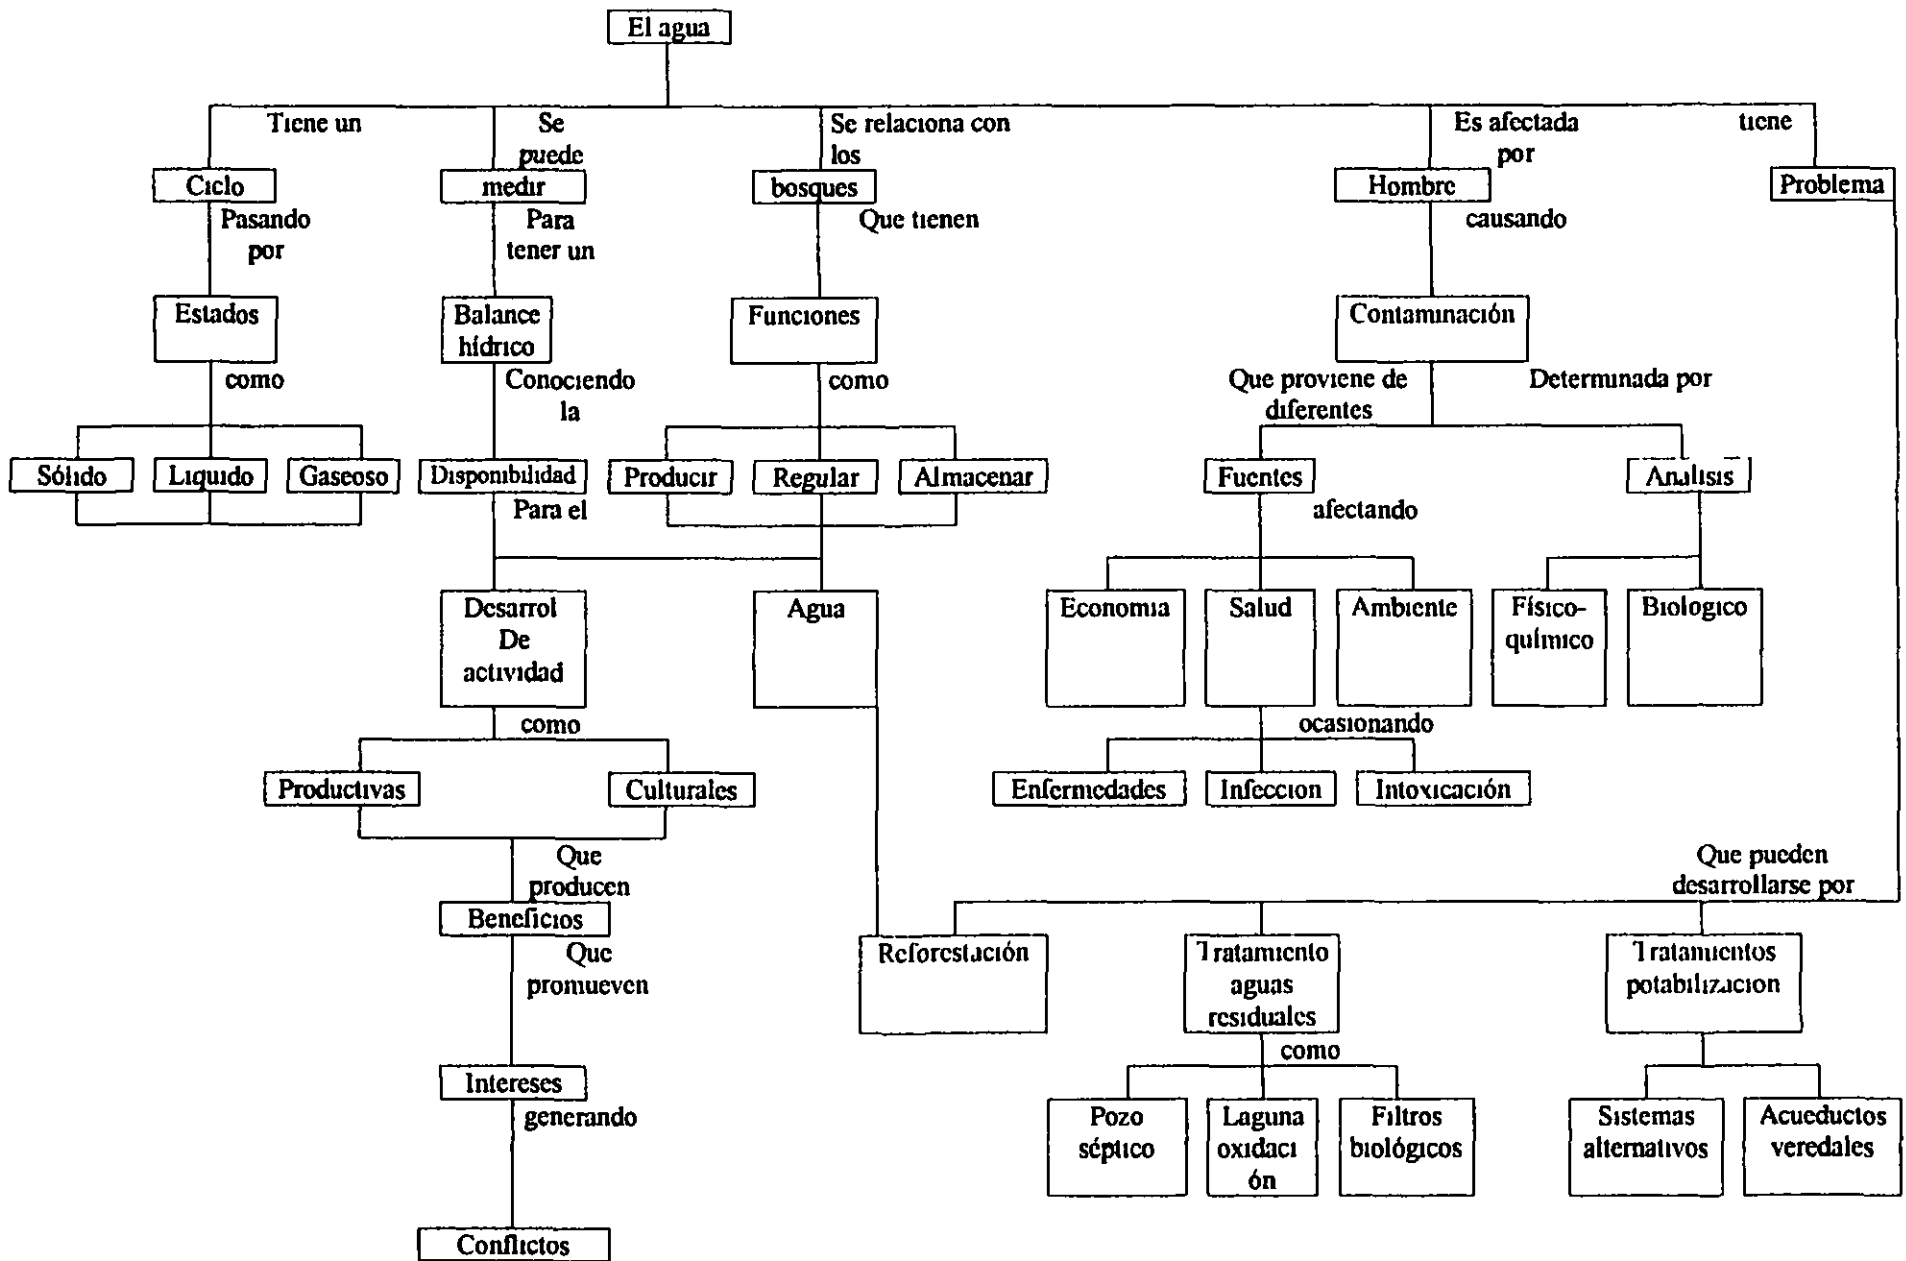 El agua
Tiene un
Se
puede
Se relaciona con
los
Es afectada
por
tiene
Ciclo
medir
bosques
Hombre
Problema
Pasando
por
Para
tener un
Que tienen
causando
Estados
Balance
hídrico
Funciones
Contaminación
como
Conociendo
la
como
Que proviene de
diferentes
Determinada por
Sólido
Liquido
Gaseoso
Disponibilidad
Producir
Regular
Almacenar
Fuentes
Analisis
Para el
afectando
Desarrol
De
actividad
Agua
Economia
Salud
Ambiente
Físico-
químico
Biologico
como
ocasionando
Productivas
Culturales
Enfermedades
Infeccion
Intoxicación
Que
producen
Que pueden
desarrollarse por
Beneficios
Que
promueven
Reforestación
Tratamiento
aguas
residuales
Tratamientos
potabilizacion
como
Intereses
generando
Pozo
séptico
Laguna
oxidaci
ón
Filtros
biológicos
Sistemas
alternativos
Acueductos
veredales
Conflictos